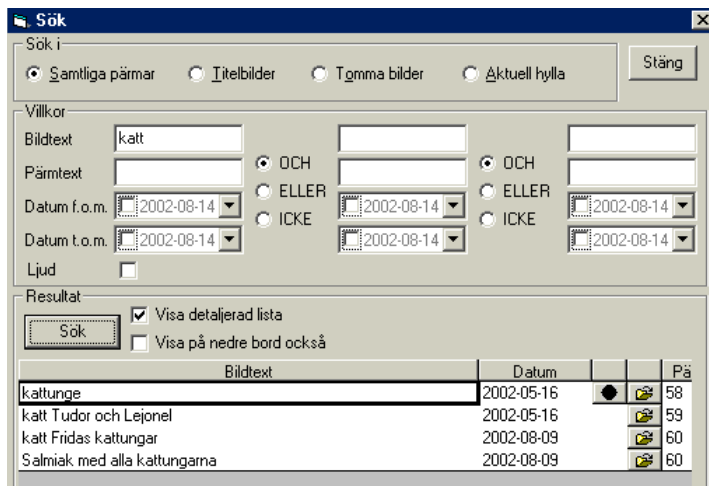 Sök
Sök i
Samtliga pärmar Titelbilder Tomma bilder Aktuell hylla Stäng
Villkor
Bildtext katt
Pärmtext OCH OCH
ELLER ELLER
Datum f.o.m. 2002-08-14 2002-08-14 2002-08-14
ICKE ICKE
Datum t.o.m. 2002-08-14 2002-08-14 2002-08-14
Ljud
Resultat
Sök Visa detaljerad lista
Visa på nedre bord också
Bildtext Datum Pä
kattunge 2002-05-16 58
katt Tudor och Lejonel 2002-05-16 59
katt Fridas kattungar 2002-08-09 60
Salmiak med alla kattungarna 2002-08-09 60